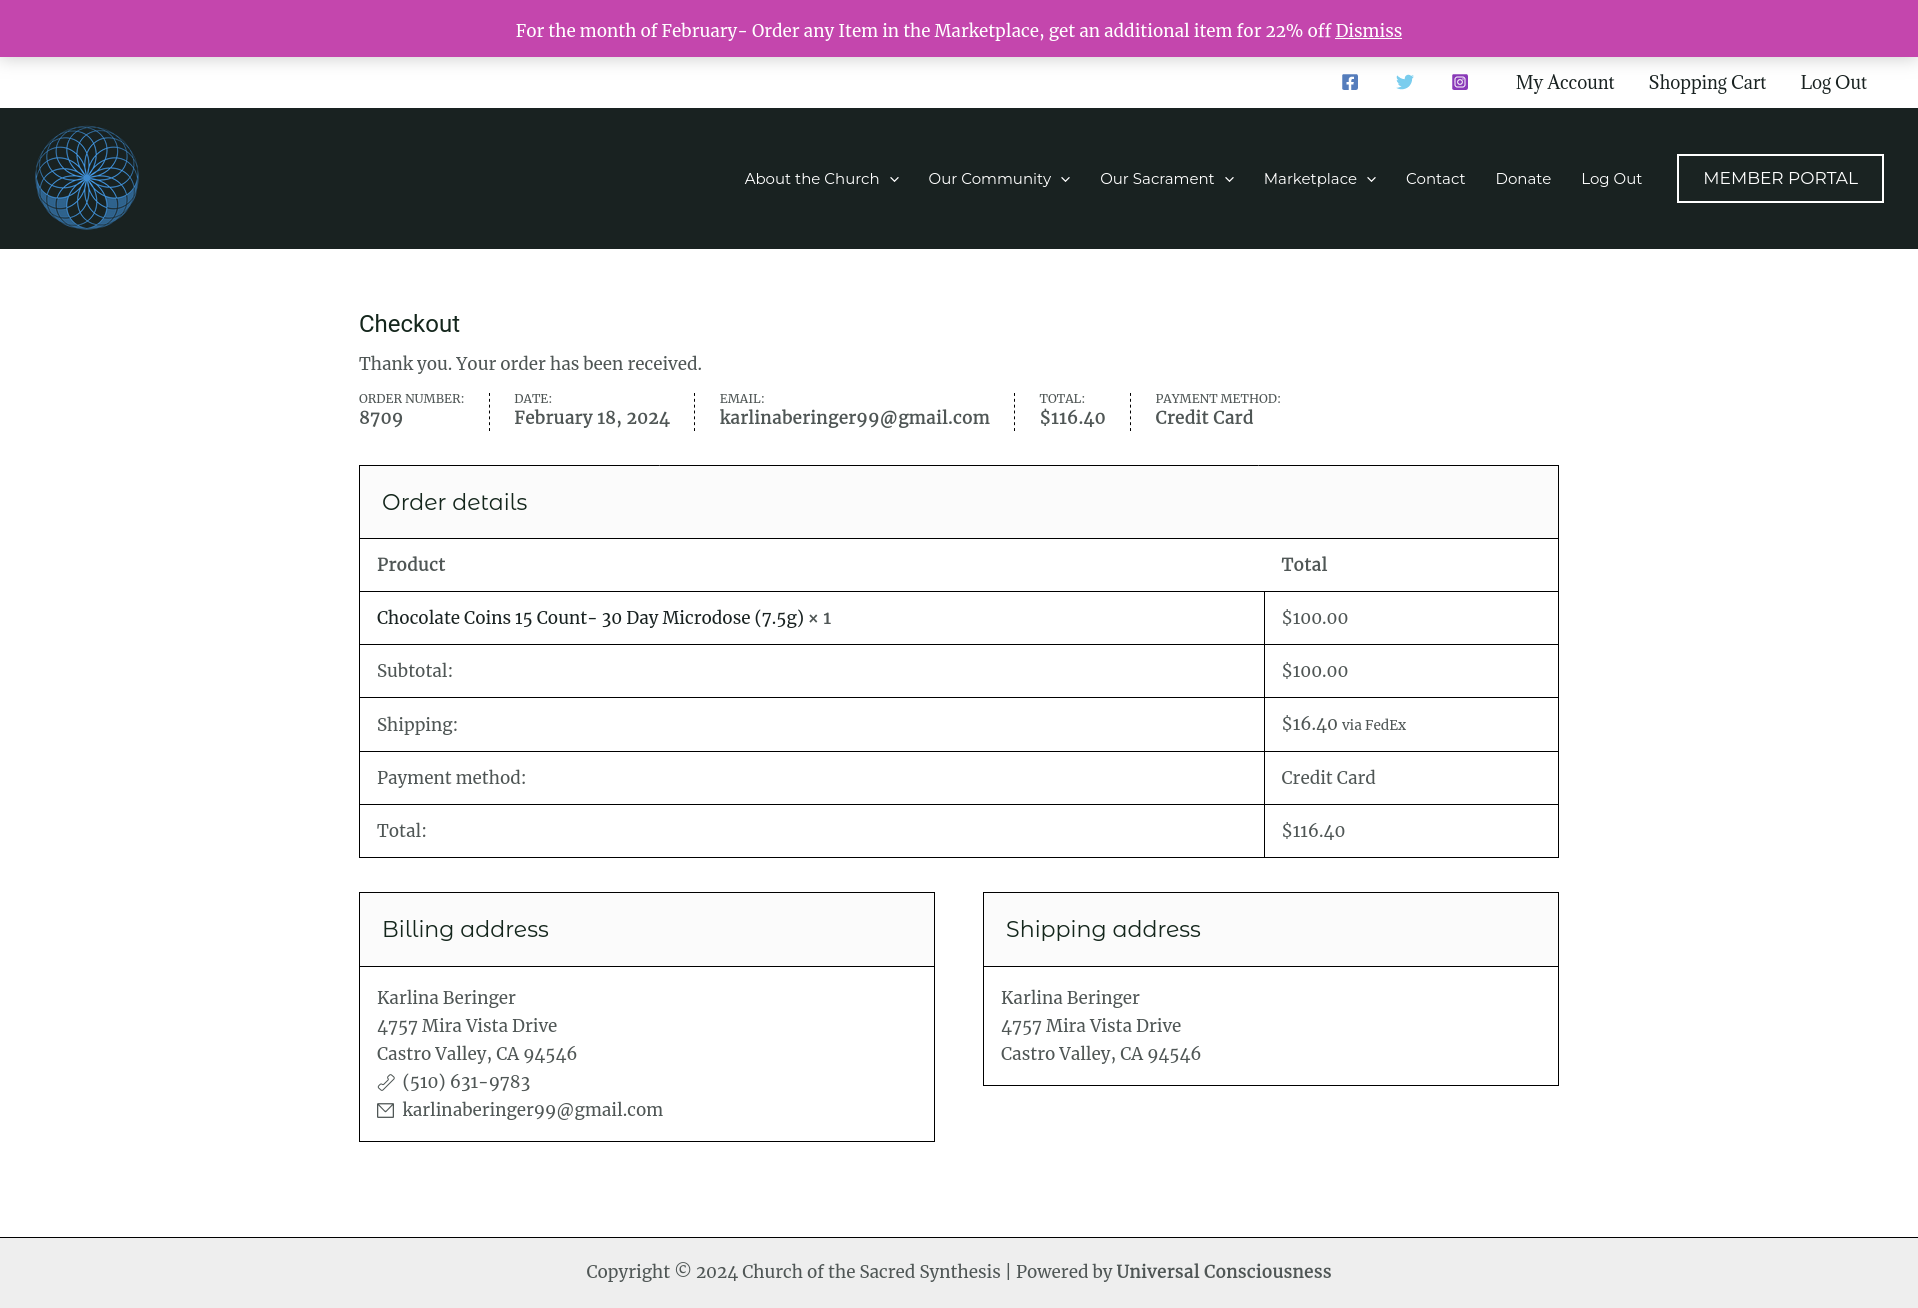 For the month of February- Order any Item in the Marketplace, get an additional item for 22% off Dismiss
My Account Shopping Cart Log Out
About the Church Our Community Our Sacrament Marketplace Contact Donate Log Out MEMBER PORTAL
Checkout
Thank you. Your order has been received.
ORDER NUMBER: DATE: EMAIL: TOTAL: PAYMENT METHOD:
8709 February 18, 2024 karlinaberinger99@gmail.com $116.40 Credit Card
Order details
Product Total
Chocolate Coins 15 Count- 30 Day Microdose (7.5g) × 1 $100.00
Subtotal: $100.00
Shipping: $16.40 via FedEx
Payment method: Credit Card
Total: $116.40
Billing address
Karlina Beringer
4757 Mira Vista Drive
Castro Valley, CA 94546
(510) 631-9783
karlinaberinger99@gmail.com
Shipping address
Karlina Beringer
4757 Mira Vista Drive
Castro Valley, CA 94546
Copyright © 2024 Church of the Sacred Synthesis | Powered by Universal Consciousness